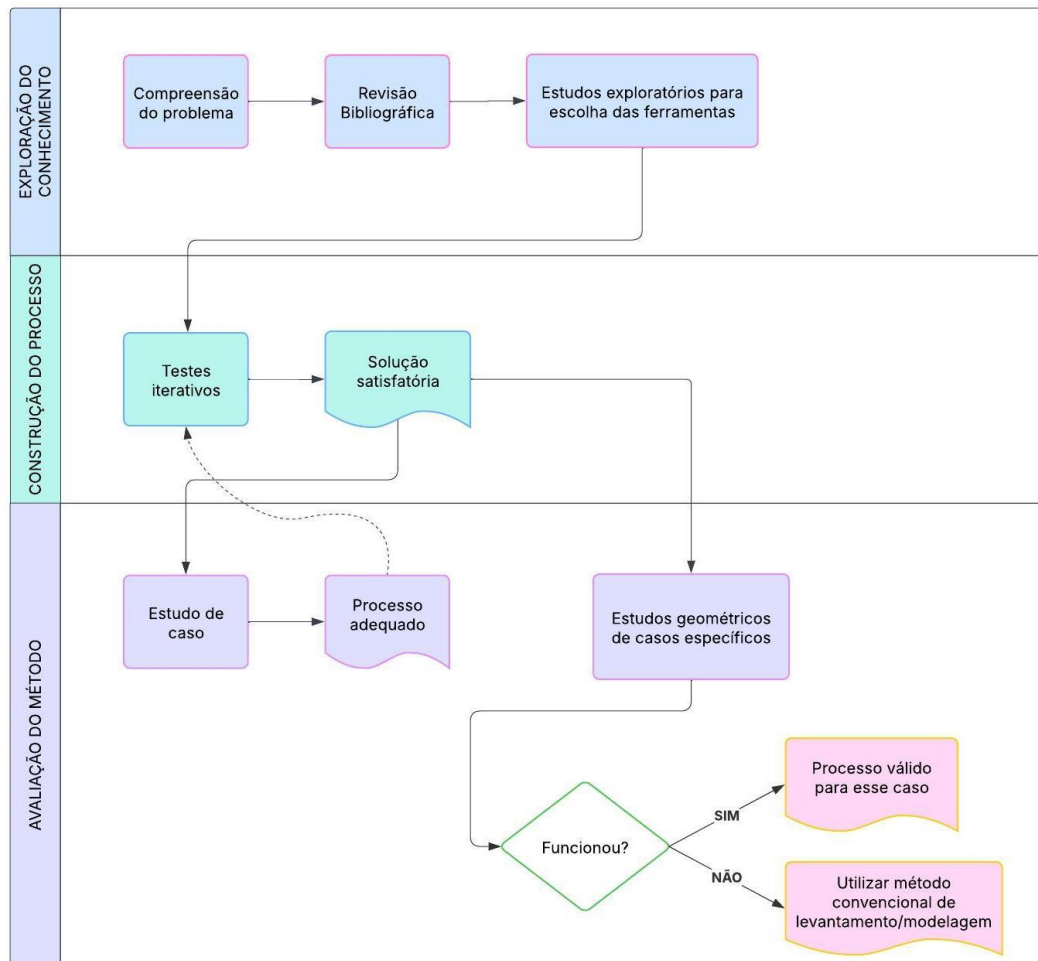 EXPLORAÇÃO DO
CONHECIMENTO
Compreensão
do problema
Revisão
Bibliográfica
Estudos exploratórios para
escolha das ferramentas
CONSTRUÇÃO DO PROCESSO
Testes
iterativos
Solução
satisfatória
AVALIAÇÃO DO MÉTODO
Estudo de
caso
Processo
adequado
Estudos geométricos
de casos específicos
Funcionou?
SIM
Processo válido
para esse caso
NÃO
Utilizar método
convencional de
levantamento/modelagem